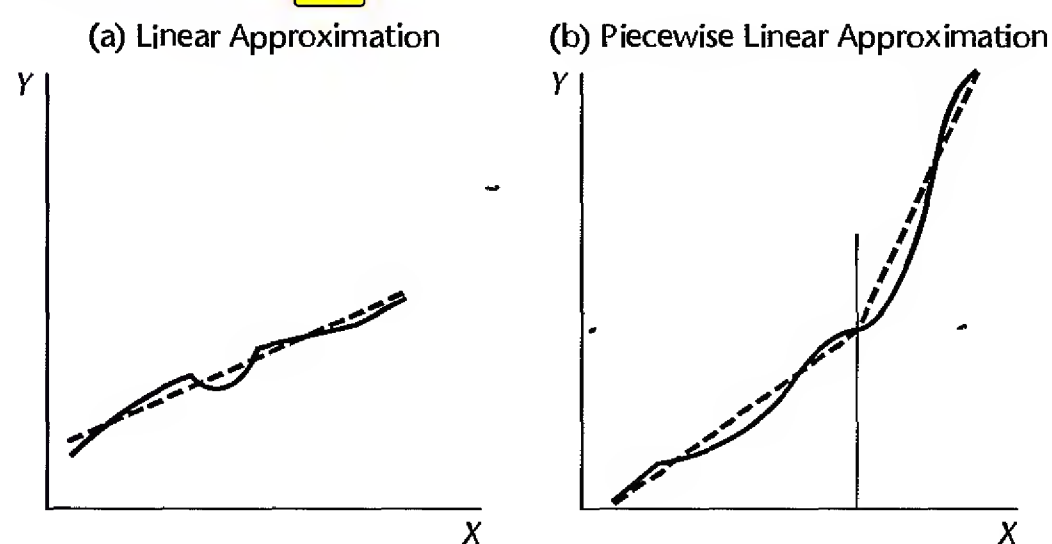 (a) Linear Approximation
(b) Piecewise Linear Approximation
Y
Y
X
X